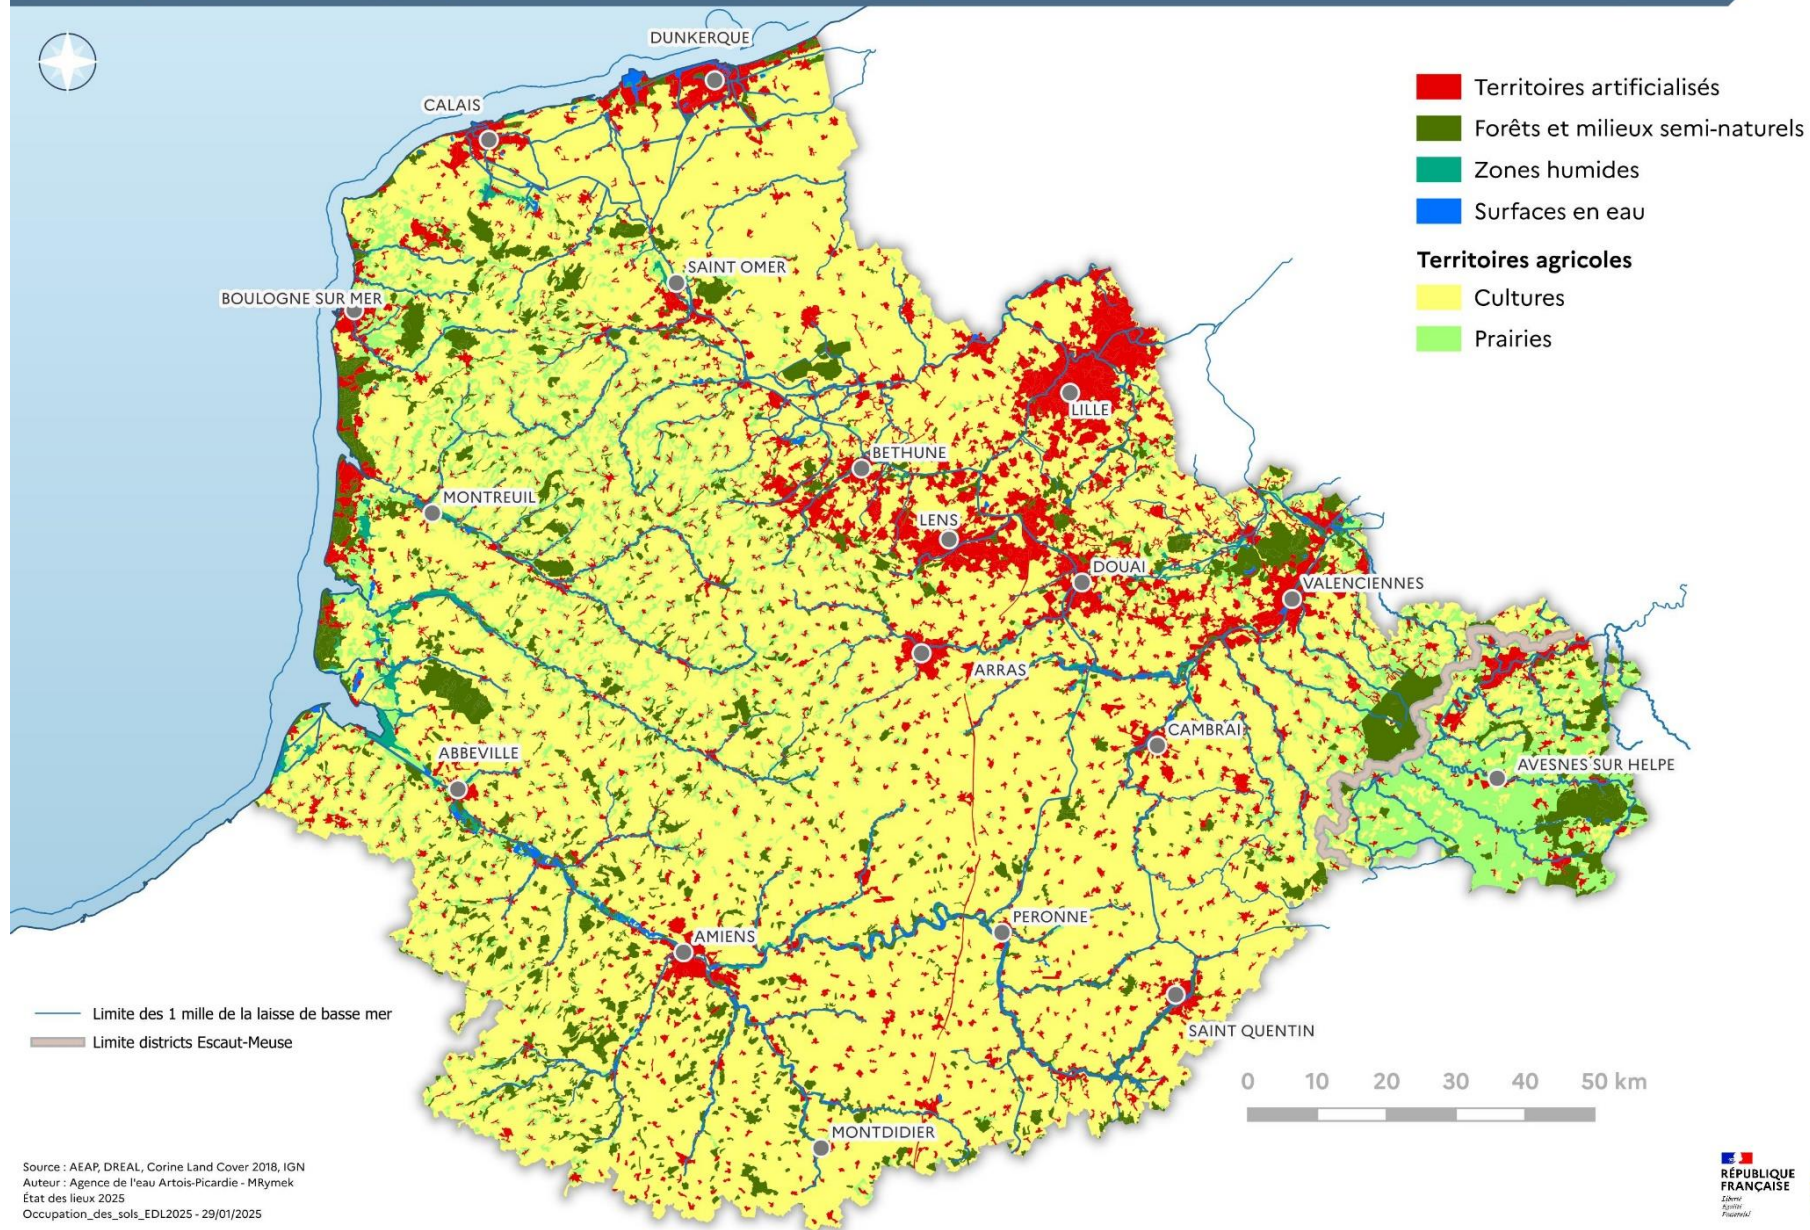 DUNKERQUE
CALAIS
SAINT OMER
BOULOGNE SUR MER
LILLE
BETHUNE
MONTREUIL
LENS
DOUAI
VALENCIENNES
ARRAS
CAMBRAI
ABBEVILLE
AVESNES SUR HELPE
PERONNE
AMIENS
SAINT QUENTIN
MONTDIDIER
Territoires artificialisés
Forêts et milieux semi-naturels
Zones humides
Surfaces en eau
Territoires agricoles
Cultures
Prairies
Limite des 1 mille de la laisse de basse mer
Limite districts Escaut-Meuse
0 10 20 30 40 50 km
Source : AEAP, DREAL, Corine Land Cover 2018, IGN
Auteur : Agence de l'eau Artois-Picardie - MRymek
État des lieux 2025
Occupation_des_sols_EDL2025 - 29/01/2025
RÉPUBLIQUE
FRANÇAISE
Liberté
Égalité
Fraternité